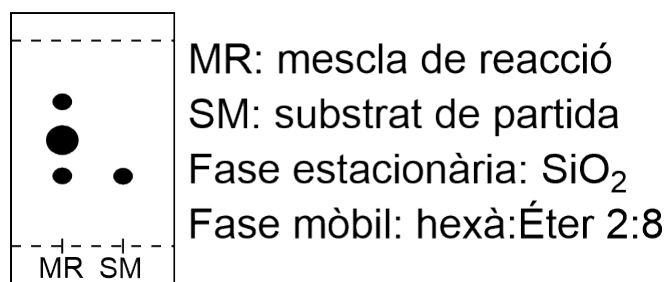 MR: mescla de reacció
SM: substrat de partida
Fase estacionària: SiO₂
Fase mòbil: hexà:Éter 2:8
MR SM